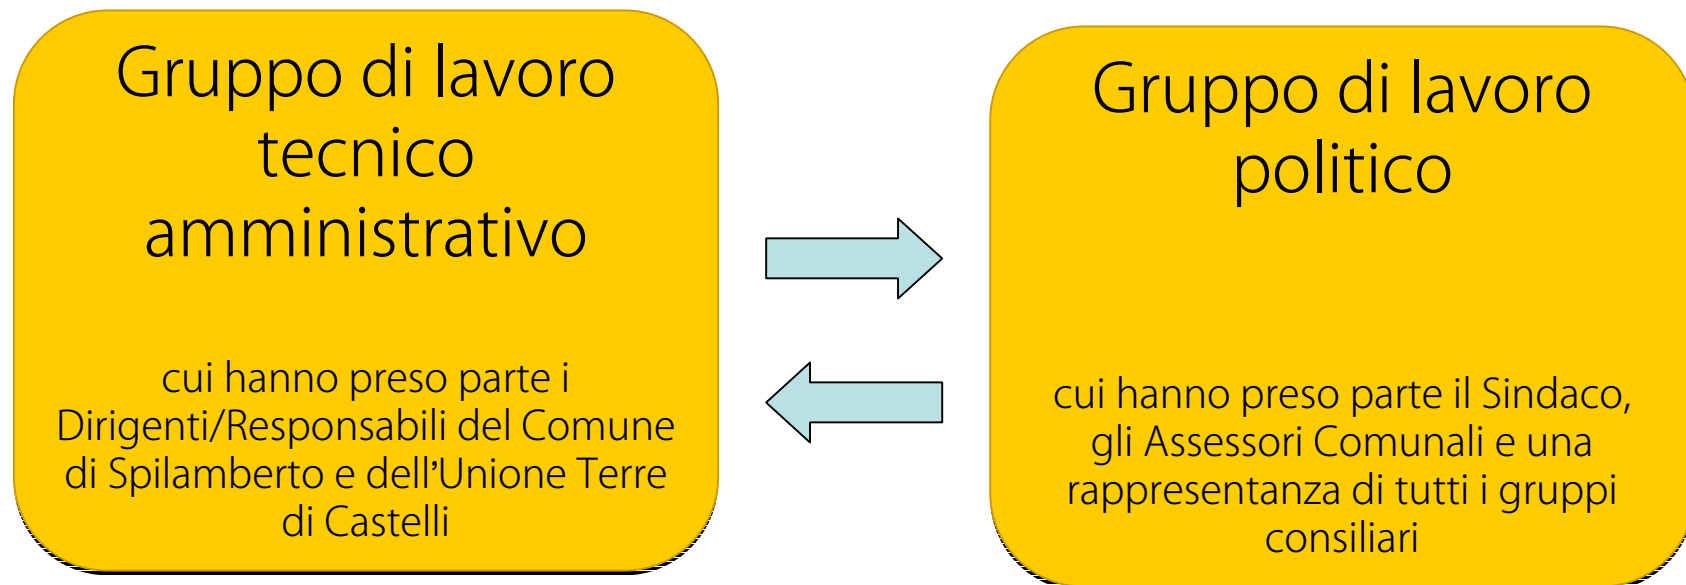 Gruppo di lavoro
tecnico
amministrativo
cui hanno preso parte i
Dirigenti/Responsabili del Comune
di Spilamberto e dell’Unione Terre
di Castelli
Gruppo di lavoro
politico
cui hanno preso parte il Sindaco,
gli Assessori Comunali e una
rappresentanza di tutti i gruppi
consiliari